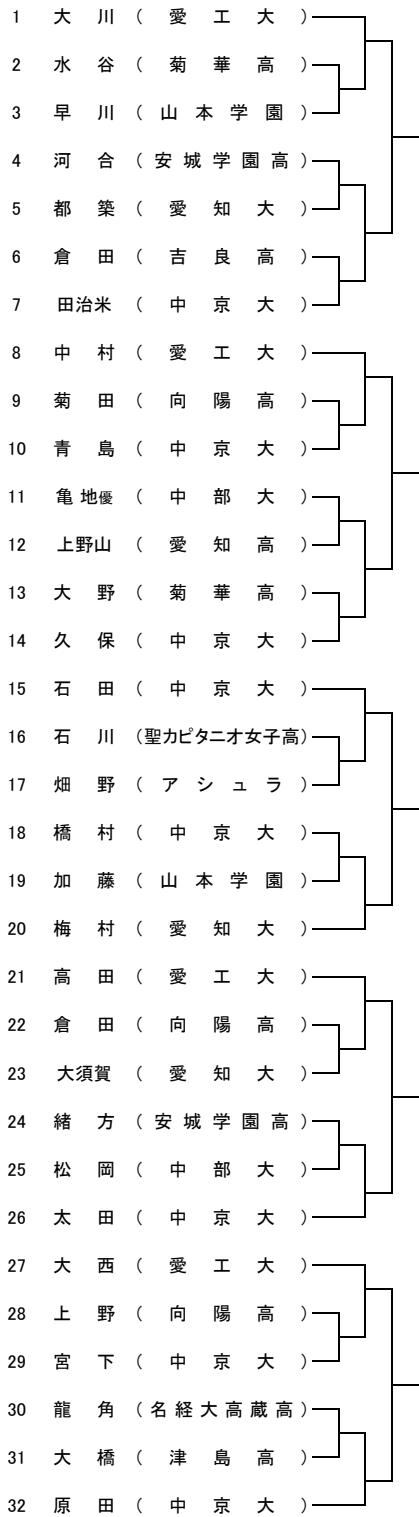 1 大川 (愛工大)
2 水谷 (菊華高)
3 早川 (山本学園)
4 河合 (安城学園高)
5 都築 (愛知大)
6 倉田 (吉良高)
7 田治米 (中京大)
8 中村 (愛工大)
9 菊田 (向陽高)
10 青島 (中京大)
11 亀地優 (中部大)
12 上野山 (愛知高)
13 大野 (菊華高)
14 久保 (中京大)
15 石田 (中京大)
16 石川 (聖カピタニオ女子高)
17 畑野 (アシュラ)
18 橋村 (中京大)
19 加藤 (山本学園)
20 梅村 (愛知大)
21 高田 (愛工大)
22 倉田 (向陽高)
23 大須賀 (愛知大)
24 緒方 (安城学園高)
25 松岡 (中部大)
26 太田 (中京大)
27 大西 (愛工大)
28 上野 (向陽高)
29 宮下 (中京大)
30 龍角 (名経大高蔵高)
31 大橋 (津島高)
32 原田 (中京大)